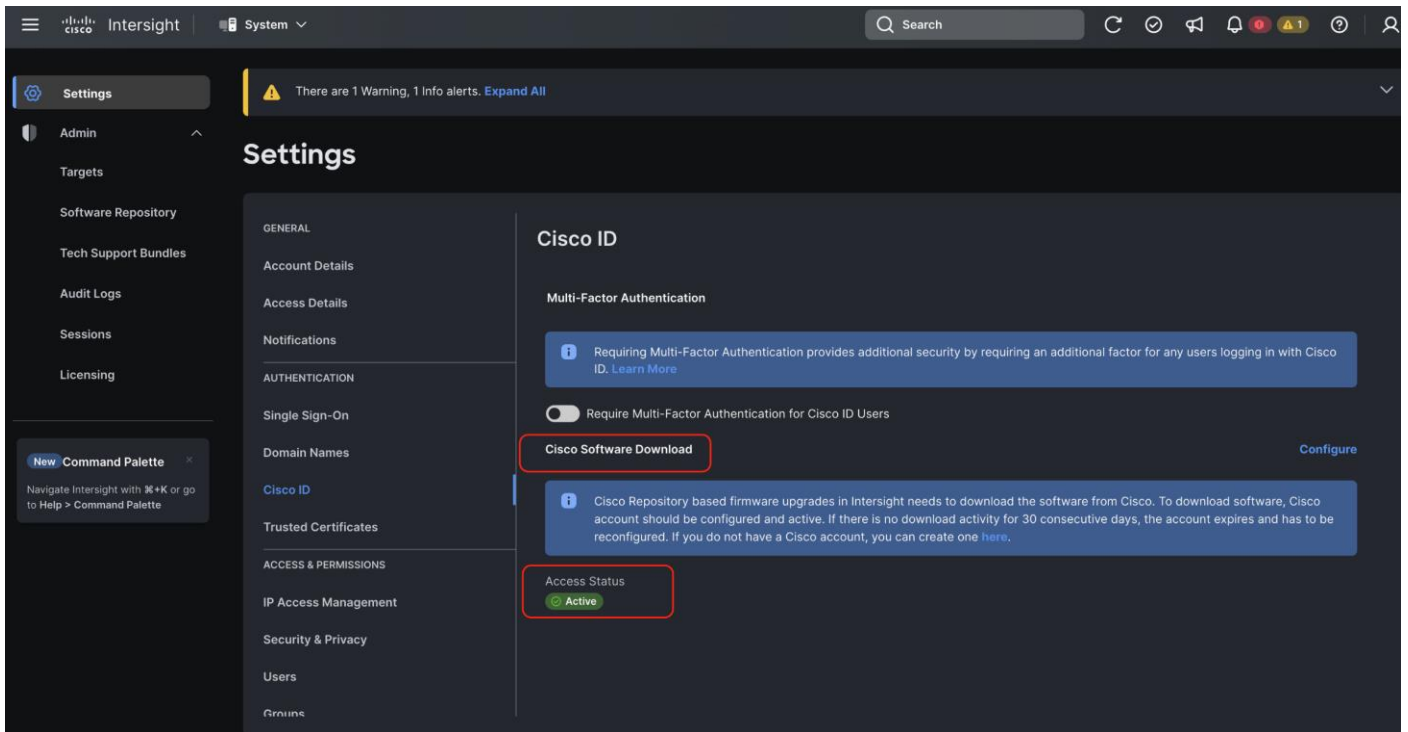 cisco Intersight System Search 1
Settings
There are 1 Warning, 1 Info alerts. Expand All
Admin
Settings
Targets
Software Repository
Tech Support Bundles
Audit Logs
Sessions
Licensing
New Command Palette
Navigate Intersight with ⌘+K or go
to Help > Command Palette
GENERAL
Account Details
Access Details
Notifications
AUTHENTICATION
Single Sign-On
Domain Names
Cisco ID
Trusted Certificates
ACCESS & PERMISSIONS
IP Access Management
Security & Privacy
Users
Groups
Cisco ID
Multi-Factor Authentication
Requiring Multi-Factor Authentication provides additional security by requiring an additional factor for any users logging in with Cisco
ID. Learn More
Require Multi-Factor Authentication for Cisco ID Users
Cisco Software Download
Configure
Cisco Repository based firmware upgrades in Intersight needs to download the software from Cisco. To download software, Cisco
account should be configured and active. If there is no download activity for 30 consecutive days, the account expires and has to be
reconfigured. If you do not have a Cisco account, you can create one here.
Access Status
Active